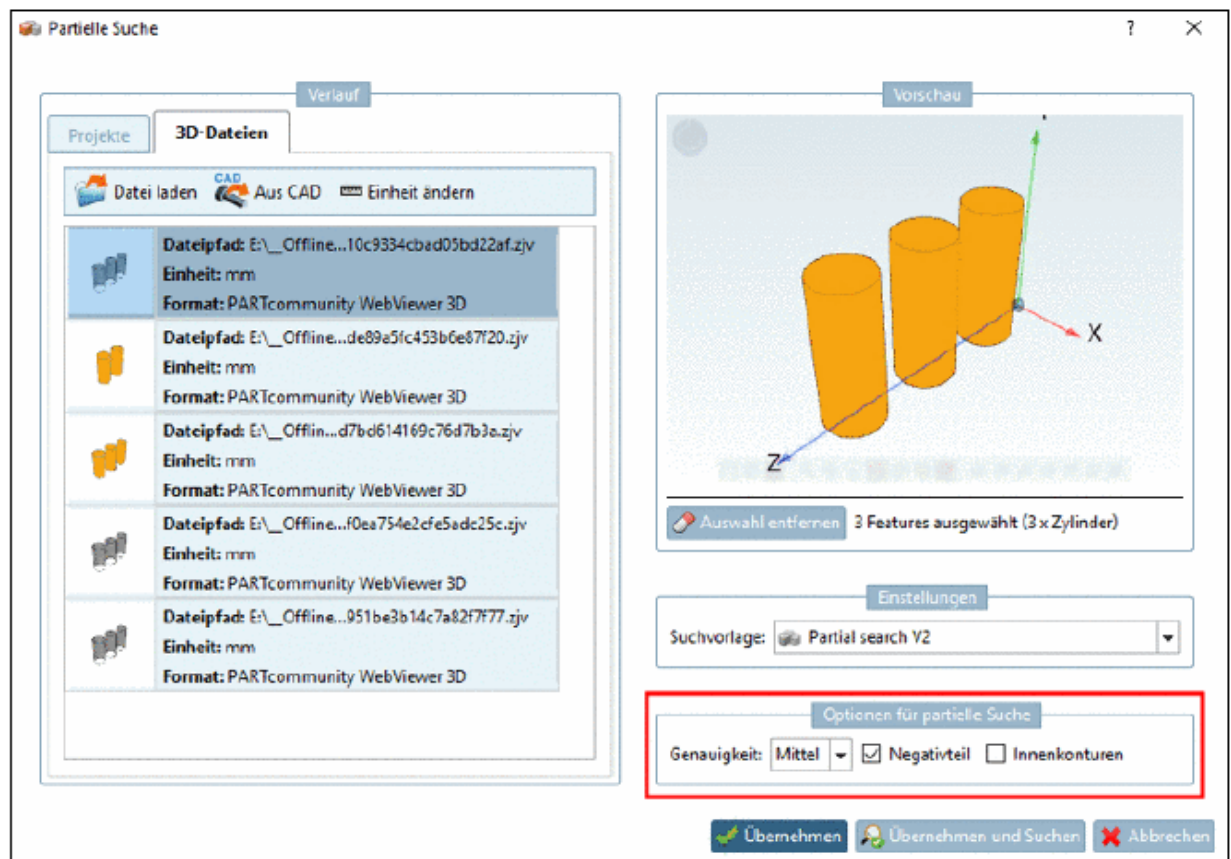 Partielle Suche
?
Verlauf
Projekte
3D-Dateien
Datei laden
CAD
Aus CAD
Einheit ändern
Dateipfad: E:\__Offline...10c9334cbad05bd22af.zjv
Einheit: mm
Format: PARTcommunity WebViewer 3D
Dateipfad: E:\__Offline...de89a5fc453b6e87f20.zjv
Einheit: mm
Format: PARTcommunity WebViewer 3D
Dateipfad: E:\__Offlin...d7bd614169c76d7b3a.zjv
Einheit: mm
Format: PARTcommunity WebViewer 3D
Dateipfad: E:\__Offline...f0ea754e2cfe5adc25c.zjv
Einheit: mm
Format: PARTcommunity WebViewer 3D
Dateipfad: E:\__Offline...951be3b14c7a82f7f77.zjv
Einheit: mm
Format: PARTcommunity WebViewer 3D
Vorschau
X
Z
Auswahl entfernen
3 Features ausgewählt (3 x Zylinder)
Einstellungen
Suchvorlage: Partial search V2
Optionen für partielle Suche
Genauigkeit: Mittel Negativteil Innenkonturen
Übernehmen
Übernehmen und Suchen
Abbrechen